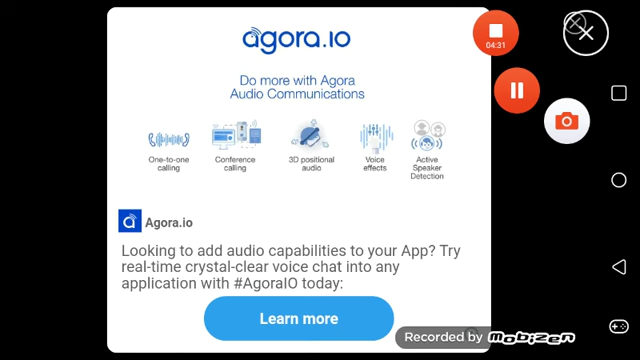 agora.io
Do more with Agora
Audio Communications
One-to-one
calling
Conference
calling
3D positional
audio
Voice
effects
Active
Speaker
Detection
04:31
a
Agora.io
Looking to add audio capabilities to your App? Try
real-time crystal-clear voice chat into any
application with #AgoraIO today:
Learn more
Recorded by Mobizen